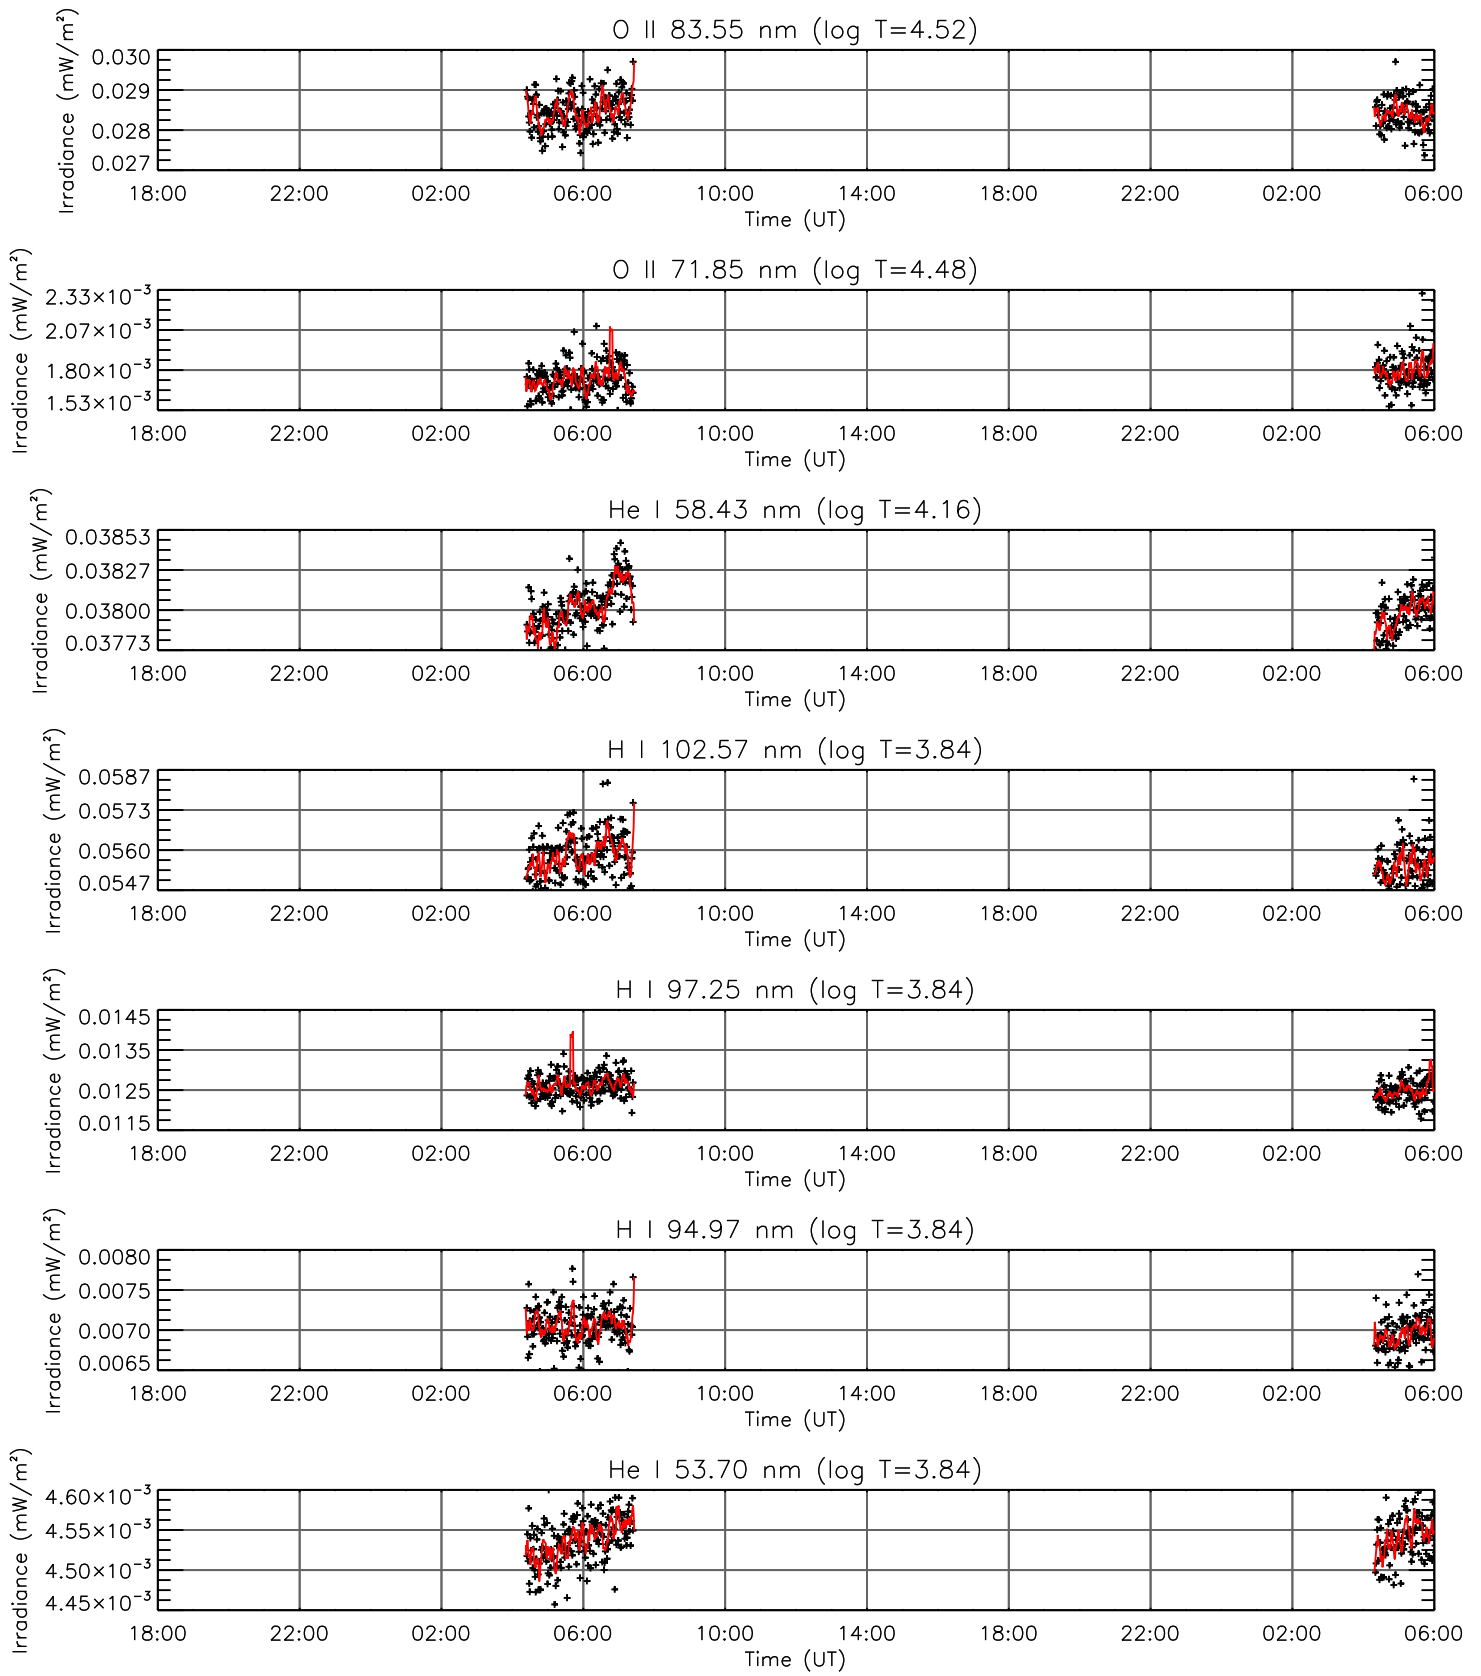 O II 83.55 nm (log T=4.52)
Irradiance (mW/m²)
0.030
0.029
0.028
0.027
18:00 22:00 02:00 06:00 10:00 14:00 18:00 22:00 02:00 06:00
Time (UT)
O II 71.85 nm (log T=4.48)
Irradiance (mW/m²)
2.33×10⁻³
2.07×10⁻³
1.80×10⁻³
1.53×10⁻³
18:00 22:00 02:00 06:00 10:00 14:00 18:00 22:00 02:00 06:00
Time (UT)
He I 58.43 nm (log T=4.16)
Irradiance (mW/m²)
0.03853
0.03827
0.03800
0.03773
18:00 22:00 02:00 06:00 10:00 14:00 18:00 22:00 02:00 06:00
Time (UT)
H I 102.57 nm (log T=3.84)
Irradiance (mW/m²)
0.0587
0.0573
0.0560
0.0547
18:00 22:00 02:00 06:00 10:00 14:00 18:00 22:00 02:00 06:00
Time (UT)
H I 97.25 nm (log T=3.84)
Irradiance (mW/m²)
0.0145
0.0135
0.0125
0.0115
18:00 22:00 02:00 06:00 10:00 14:00 18:00 22:00 02:00 06:00
Time (UT)
H I 94.97 nm (log T=3.84)
Irradiance (mW/m²)
0.0080
0.0075
0.0070
0.0065
18:00 22:00 02:00 06:00 10:00 14:00 18:00 22:00 02:00 06:00
Time (UT)
He I 53.70 nm (log T=3.84)
Irradiance (mW/m²)
4.60×10⁻³
4.55×10⁻³
4.50×10⁻³
4.45×10⁻³
18:00 22:00 02:00 06:00 10:00 14:00 18:00 22:00 02:00 06:00
Time (UT)